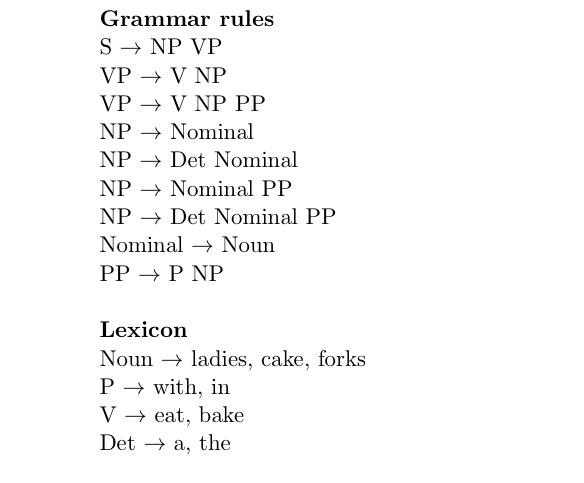 Grammar rules
S → NP VP
VP → V NP
VP → V NP PP
NP → Nominal
NP → Det Nominal
NP → Nominal PP
NP → Det Nominal PP
Nominal → Noun
PP → P NP
Lexicon
Noun → ladies, cake, forks
P → with, in
V → eat, bake
Det → a, the